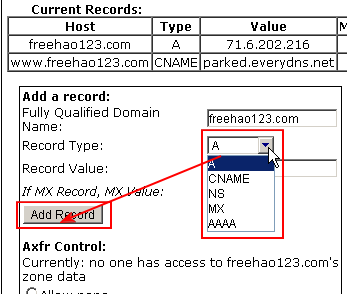 Current Records:
Host Type Value M
freehao123.com A 71.6.202.216
www.freehao123.com CNAME parked.everydns.net
Add a record:
Fully Qualified Domain
Name: freehao123.com
Record Type: A
A
Record Value:
CNAME
NS
If MX Record, MX Value:
MX
Add Record
AAAA
Axfr Control:
Currently: no one has access to freehao123.com's
zone data
Allow none